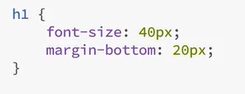 h1 {
    font-size: 40px;
    margin-bottom: 20px;
}